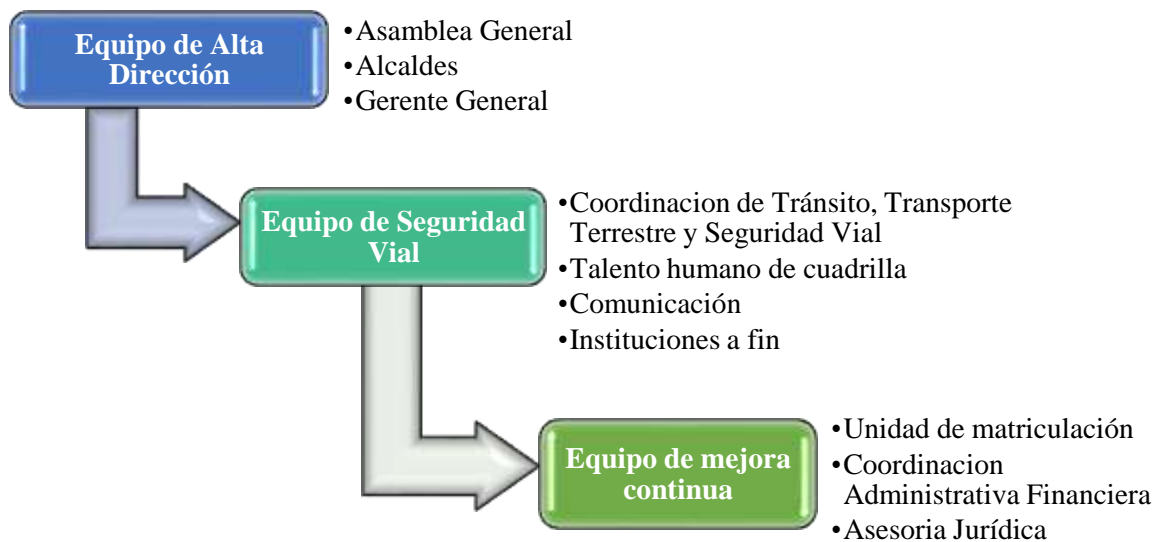 Equipo de Alta
Dirección
•Asamblea General
•Alcaldes
•Gerente General
Equipo de Seguridad
Vial
•Coordinacion de Tránsito, Transporte
Terrestre y Seguridad Vial
•Talento humano de cuadrilla
•Comunicación
•Instituciones a fin
Equipo de mejora
continua
•Unidad de matriculación
•Coordinacion
Administrativa Financiera
•Asesoria Jurídica